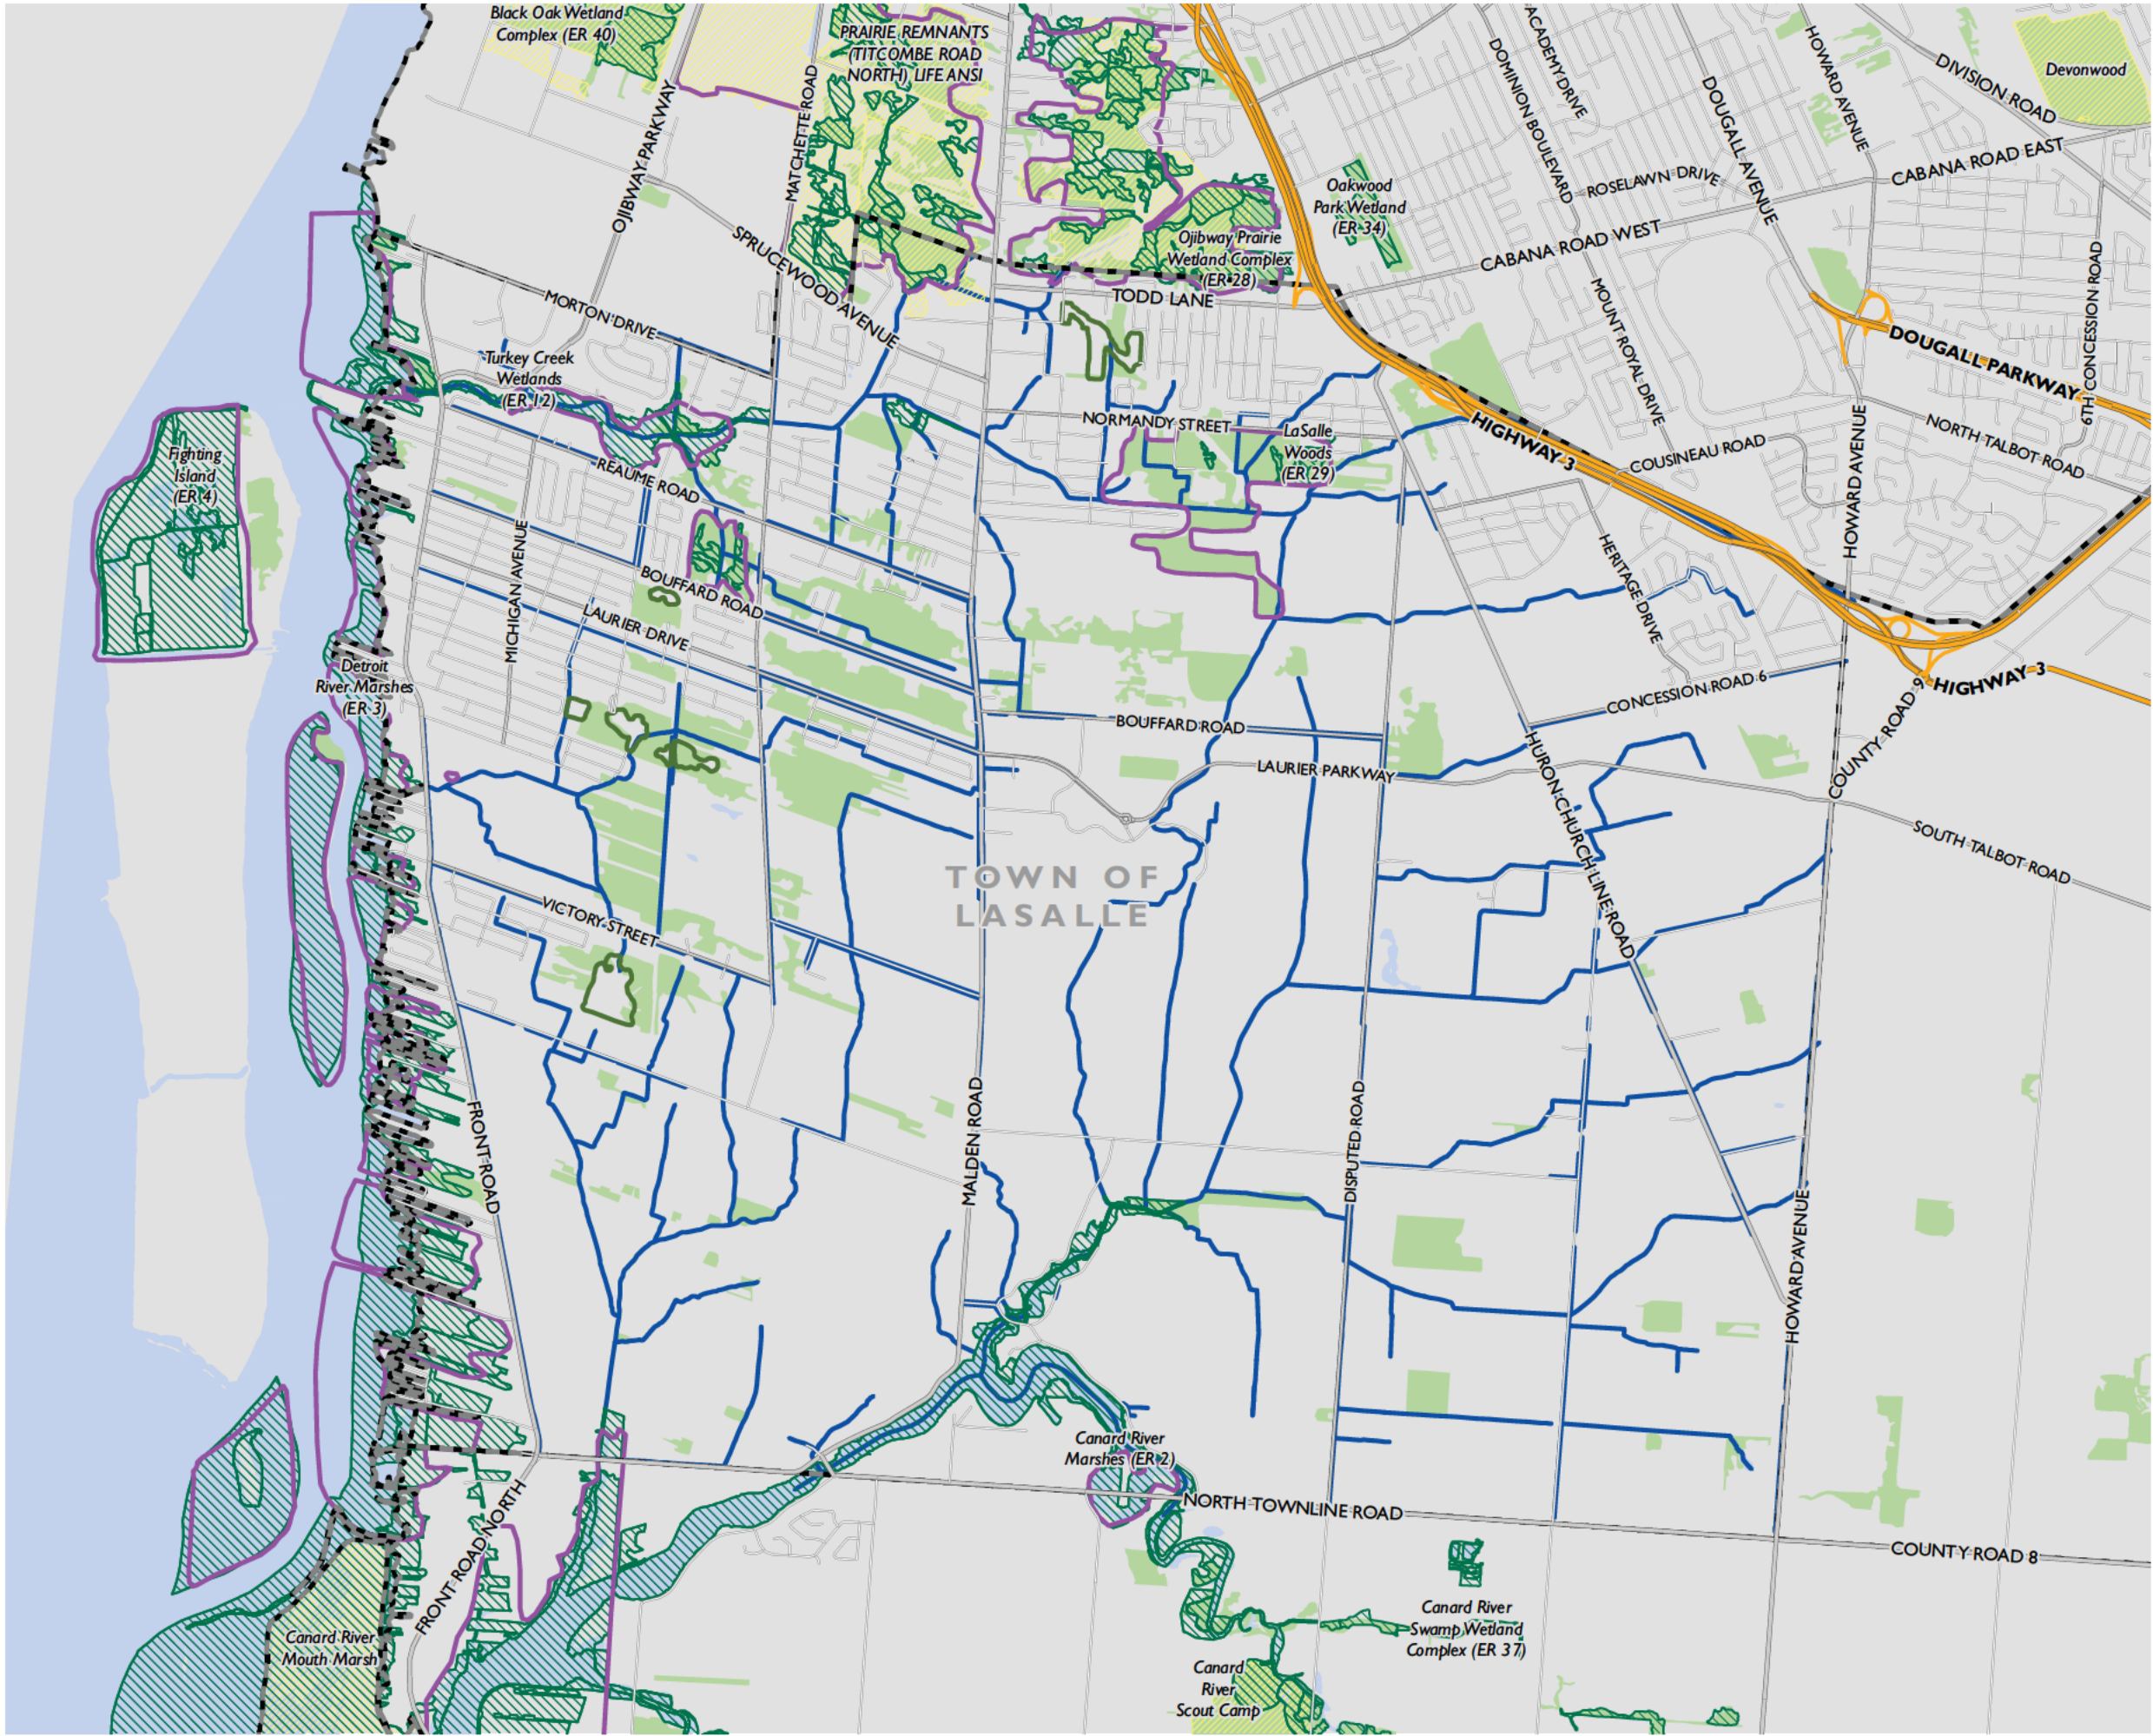 Black Oak Wetland
Complex (ER 40)
PRAIRIE REMNANTS
(TITCOMBE ROAD
NORTH) LIFE ANSI
OJIBWAY PARKWAY
MATCHETTE ROAD
ACADEMY DRIVE
DOMINION BOULEVARD
DOUGALL AVENUE
HOWARD AVENUE
DIVISION ROAD
Devonwood
CABANA ROAD EAST
ROSELAWN DRIVE
Oakwood
Park Wetland
(ER 34)
CABANA ROAD WEST
SPRUCEWOOD AVENUE
Ojibway Prairie
Wetland Complex
(ER 28)
TODD LANE
MORTON DRIVE
MOUNT ROYAL DRIVE
6TH CONCESSION ROAD
DOUGALL PARKWAY
Turkey Creek
Wetlands
(ER 12)
NORMANDY STREET
LaSalle
Woods
(ER 29)
HIGHWAY 3
COUSINEAU ROAD
HOWARD AVENUE
NORTH TALBOT ROAD
Fighting
Island
(ER 4)
REAUME ROAD
MICHIGAN AVENUE
BOUFFARD ROAD
LAURIER DRIVE
HERITAGE DRIVE
Detroit
River Marshes
(ER 3)
CONCESSION ROAD 6
COUNTY ROAD 9
HIGHWAY 3
BOUFFARD ROAD
LAURIER PARKWAY
HURON CHURCH LINE ROAD
SOUTH TALBOT ROAD
TOWN OF
LASALLE
VICTORY STREET
FRONT ROAD
MALDEN ROAD
DISPUTED ROAD
HOWARD AVENUE
Canard River
Marshes (ER 2)
NORTH TOWNLINE ROAD
COUNTY ROAD 8
FRONT ROAD NORTH
Canard River
Mouth Marsh
Canard River
Swamp Wetland
Complex (ER 37)
Canard
River
Scout Camp